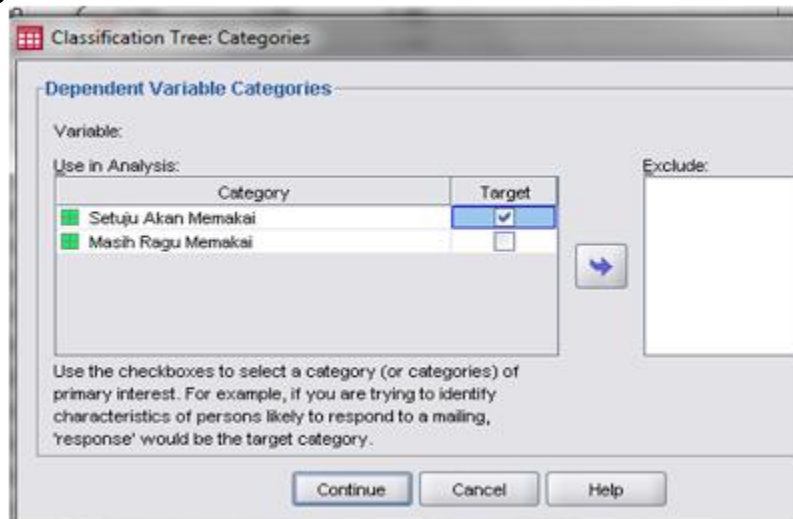 Classification Tree: Categories
Dependent Variable Categories
Variable:
Use in Analysis:
Exclude:
Category Target
Setuju Akan Memakai
Masih Ragu Memakai
Use the checkboxes to select a category (or categories) of
primary interest. For example, if you are trying to identify
characteristics of persons likely to respond to a mailing,
'response' would be the target category.
Continue Cancel Help